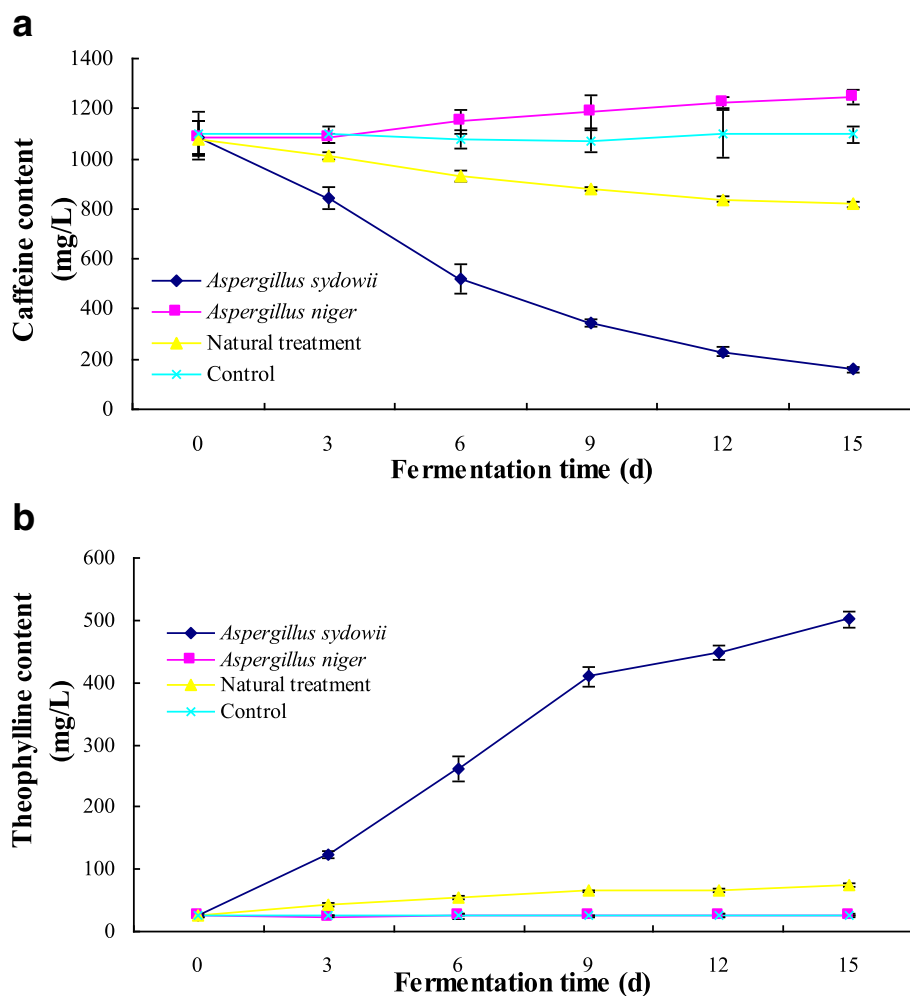 a
1400
1200
1000
800
600
400
200
0
Caffeine content
(mg/L)
Aspergillus sydowii
Aspergillus niger
Natural treatment
Control
0 3 6 9 12 15
Fermentation time (d)
b
600
500
400
300
200
100
0
Theophylline content
(mg/L)
Aspergillus sydowii
Aspergillus niger
Natural treatment
Control
0 3 6 9 12 15
Fermentation time (d)